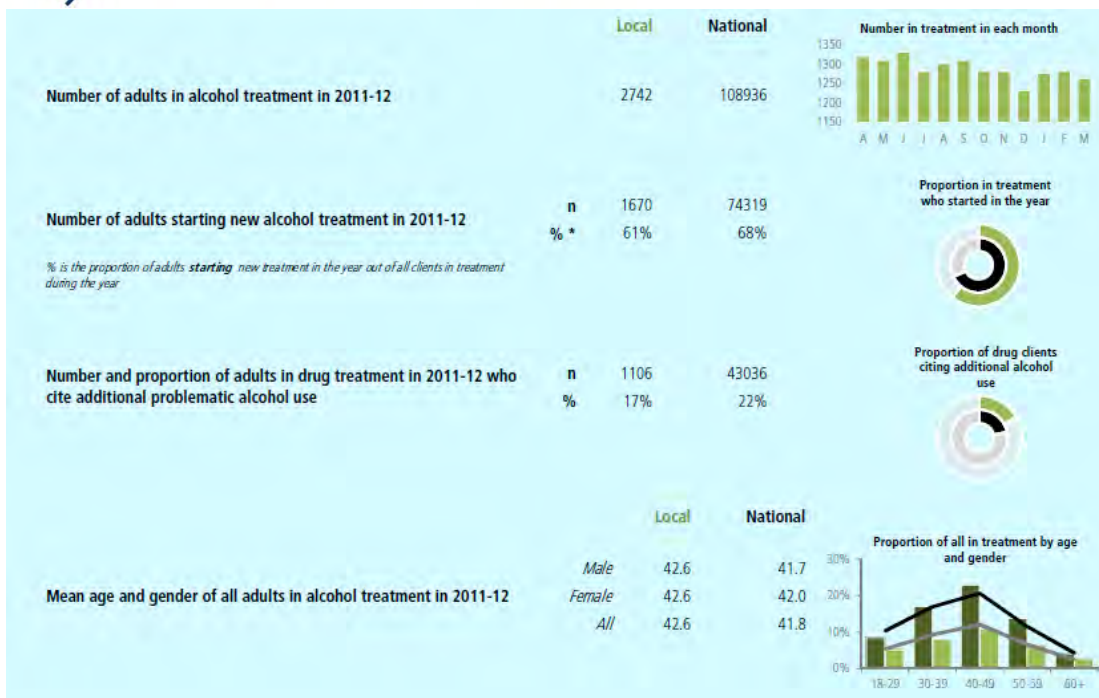 Local National
Number in treatment in each month
1350
1300
1250
1200
1150
A M J J A S O N D J F M
Number of adults in alcohol treatment in 2011-12 2742 108936
Number of adults starting new alcohol treatment in 2011-12
n 1670 74319
% * 61% 68%
% is the proportion of adults starting new treatment in the year out of all clients in treatment
during the year
Proportion in treatment
who started in the year
Number and proportion of adults in drug treatment in 2011-12 who
cite additional problematic alcohol use
n 1106 43036
% 17% 22%
Proportion of drug clients
citing additional alcohol
use
Local National
Mean age and gender of all adults in alcohol treatment in 2011-12
Male 42.6 41.7
Female 42.6 42.0
All 42.6 41.8
Proportion of all in treatment by age
and gender
30%
20%
10%
0%
18-29 30-39 40-49 50-59 60+